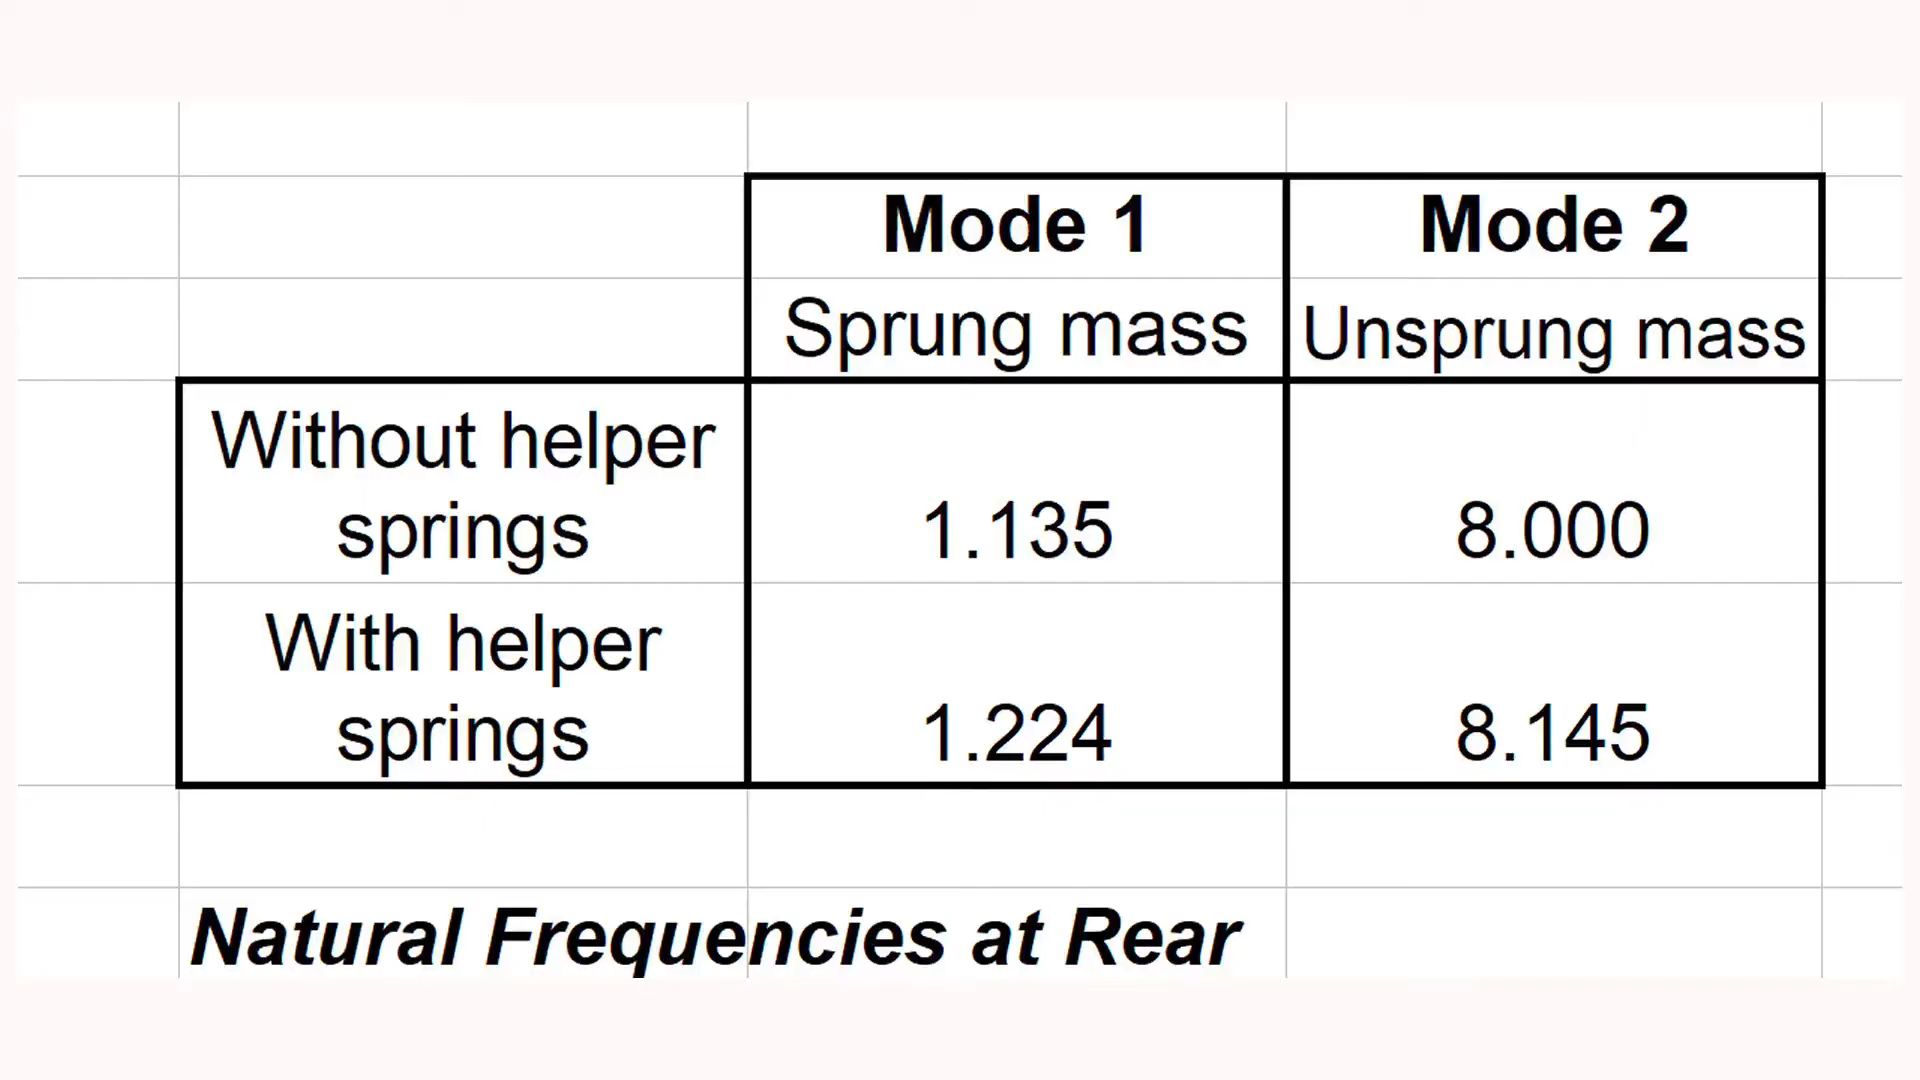 Mode 1 Mode 2
Sprung mass Unsprung mass
Without helper
springs 1.135 8.000
With helper
springs 1.224 8.145
Natural Frequencies at Rear